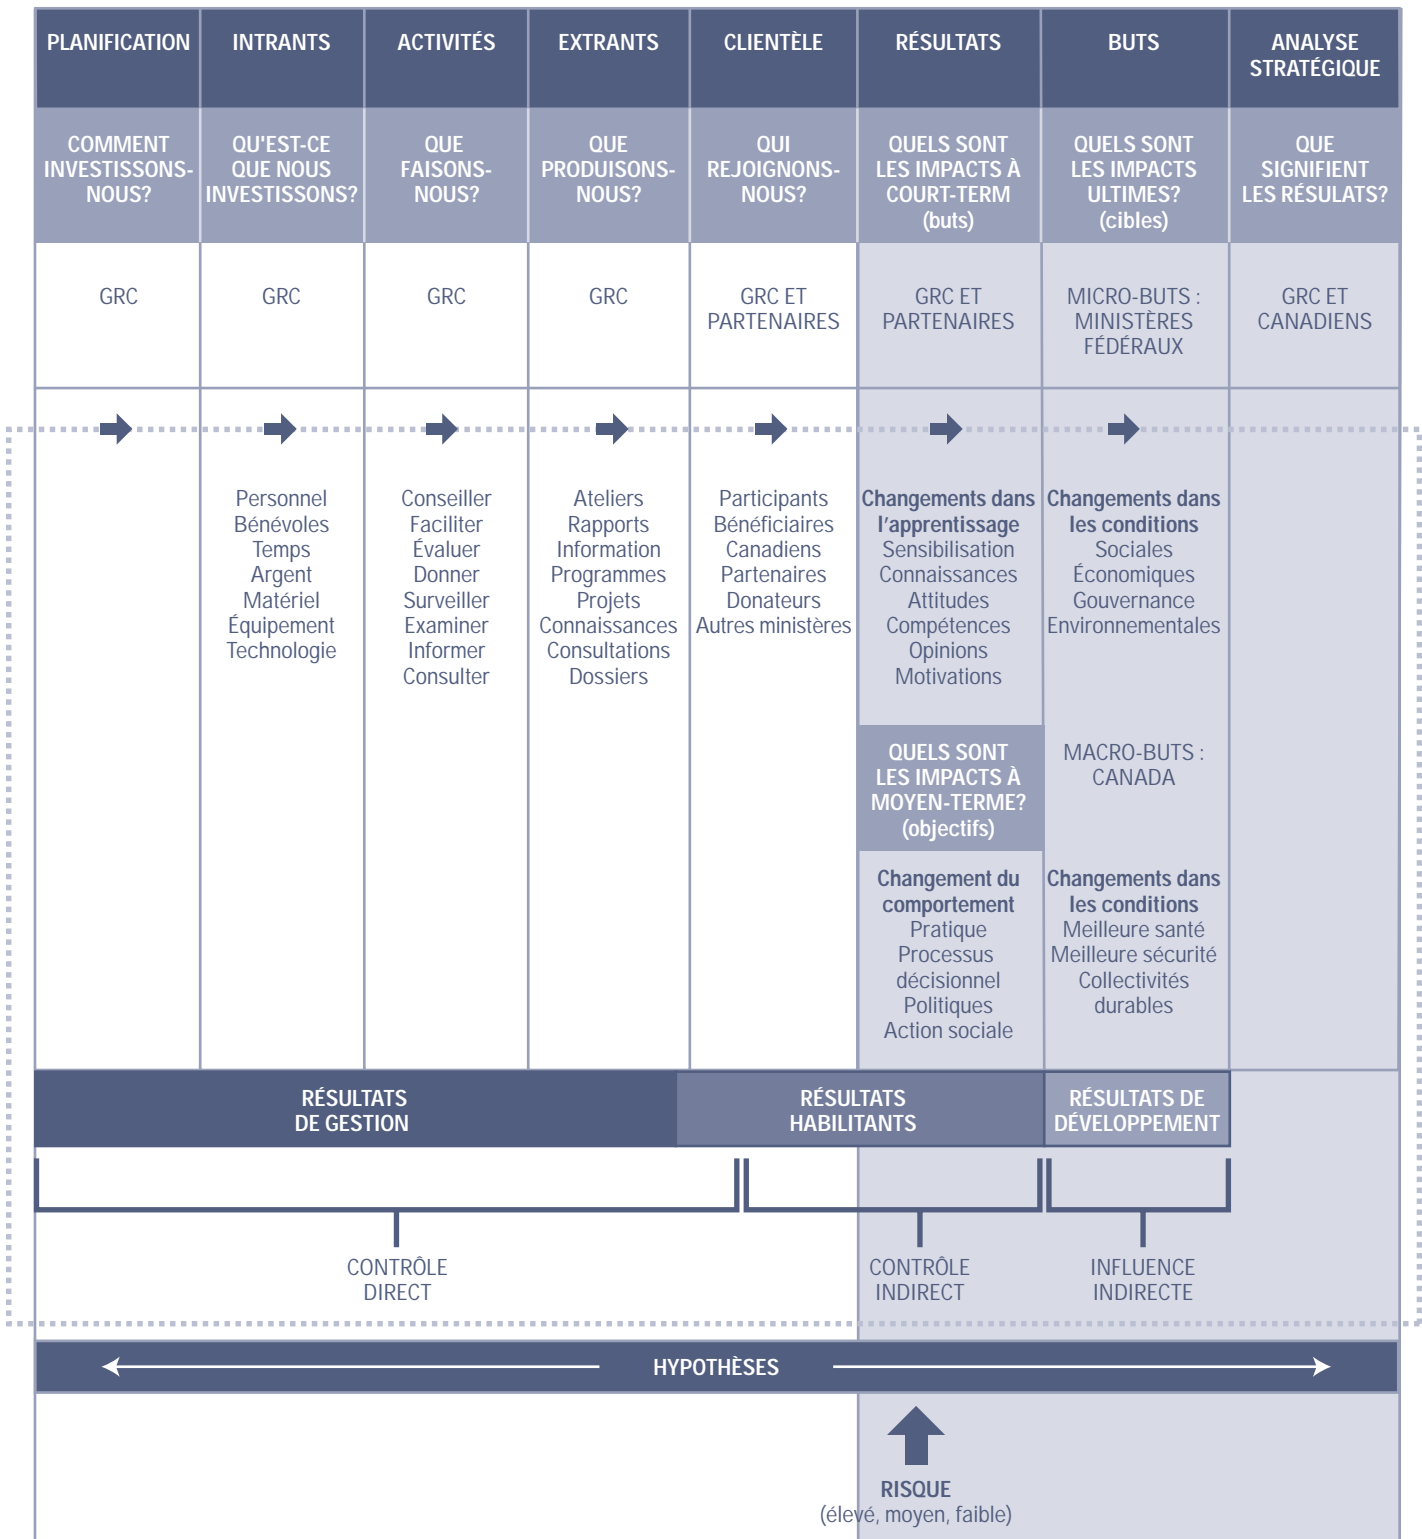 PLANIFICATION
INTRANTS
ACTIVITÉS
EXTRANTS
CLIENTÈLE
RÉSULTATS
BUTS
ANALYSE
STRATÉGIQUE
COMMENT
INVESTISSONS-
NOUS?
QU'EST-CE
QUE NOUS
INVESTISSONS?
QUE
FAISONS-
NOUS?
QUE
PRODUISONS-
NOUS?
QUI
REJOIGNONS-
NOUS?
QUELS SONT
LES IMPACTS À
COURT-TERM
(buts)
QUELS SONT
LES IMPACTS
ULTIMES?
(cibles)
QUE
SIGNIFIENT
LES RÉSULATS?
GRC
GRC
GRC
GRC
GRC ET
PARTENAIRES
GRC ET
PARTENAIRES
MICRO-BUTS :
MINISTÈRES
FÉDÉRAUX
GRC ET
CANADIENS
Personnel
Bénévoles
Temps
Argent
Matériel
Équipement
Technologie
Conseiller
Faciliter
Évaluer
Donner
Surveiller
Examiner
Informer
Consulter
Ateliers
Rapports
Information
Programmes
Projets
Connaissances
Consultations
Dossiers
Participants
Bénéficiaires
Canadiens
Partenaires
Donateurs
Autres ministères
Changements dans
l'apprentissage
Sensibilisation
Connaissances
Attitudes
Compétences
Opinions
Motivations
QUELS SONT
LES IMPACTS À
MOYEN-TERME?
(objectifs)
Changement du
comportement
Pratique
Processus
décisionnel
Politiques
Action sociale
Changements dans
les conditions
Sociales
Économiques
Gouvernance
Environnementales
MACRO-BUTS :
CANADA
Changements dans
les conditions
Meilleure santé
Meilleure sécurité
Collectivités
durables
RÉSULTATS
DE GESTION
RÉSULTATS
HABILITANTS
RÉSULTATS DE
DÉVELOPPEMENT
CONTRÔLE
DIRECT
CONTRÔLE
INDIRECT
INFLUENCE
INDIRECTE
HYPOTHÈSES
RISQUE
(élevé, moyen, faible)